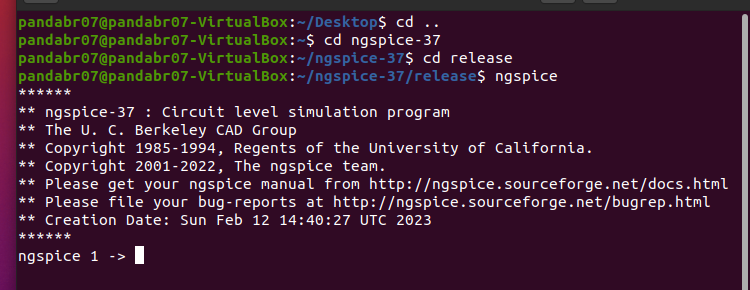 pandabr07@pandabr07-VirtualBox:~/Desktop$ cd ..
pandabr07@pandabr07-VirtualBox:~$ cd ngspice-37
pandabr07@pandabr07-VirtualBox:~/ngspice-37$ cd release
pandabr07@pandabr07-VirtualBox:~/ngspice-37/release$ ngspice
******
** ngspice-37 : Circuit level simulation program
** The U. C. Berkeley CAD Group
** Copyright 1985-1994, Regents of the University of California.
** Copyright 2001-2022, The ngspice team.
** Please get your ngspice manual from http://ngspice.sourceforge.net/docs.html
** Please file your bug-reports at http://ngspice.sourceforge.net/bugrep.html
** Creation Date: Sun Feb 12 14:40:27 UTC 2023
******
ngspice 1 ->